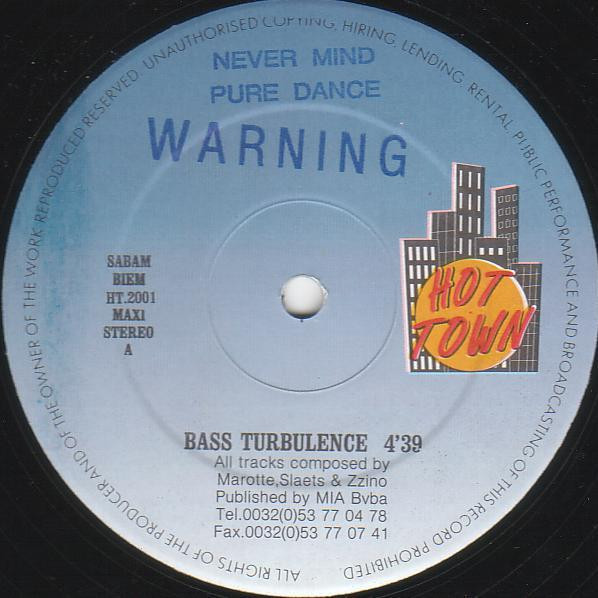 ALL RIGHTS OF THE PRODUCER AND OF THE OWNER OF THE WORK REPRODUCED RESERVED. UNAUTHORISED COPYING, HIRING, LENDING, RENTAL, PUBLIC PERFORMANCE AND BROADCASTING OF THIS RECORD PROHIBITED.
NEVER MIND
PURE DANCE
WARNING
SABAM
BIEM
HT.2001
MAXI
STEREO
A
HOT
TOWN
BASS TURBULENCE 4'39
All tracks composed by
Marotte,Slaets & Zzino
Published by MIA Bvba
Tel.0032(0)53 77 04 78
Fax.0032(0)53 77 07 41